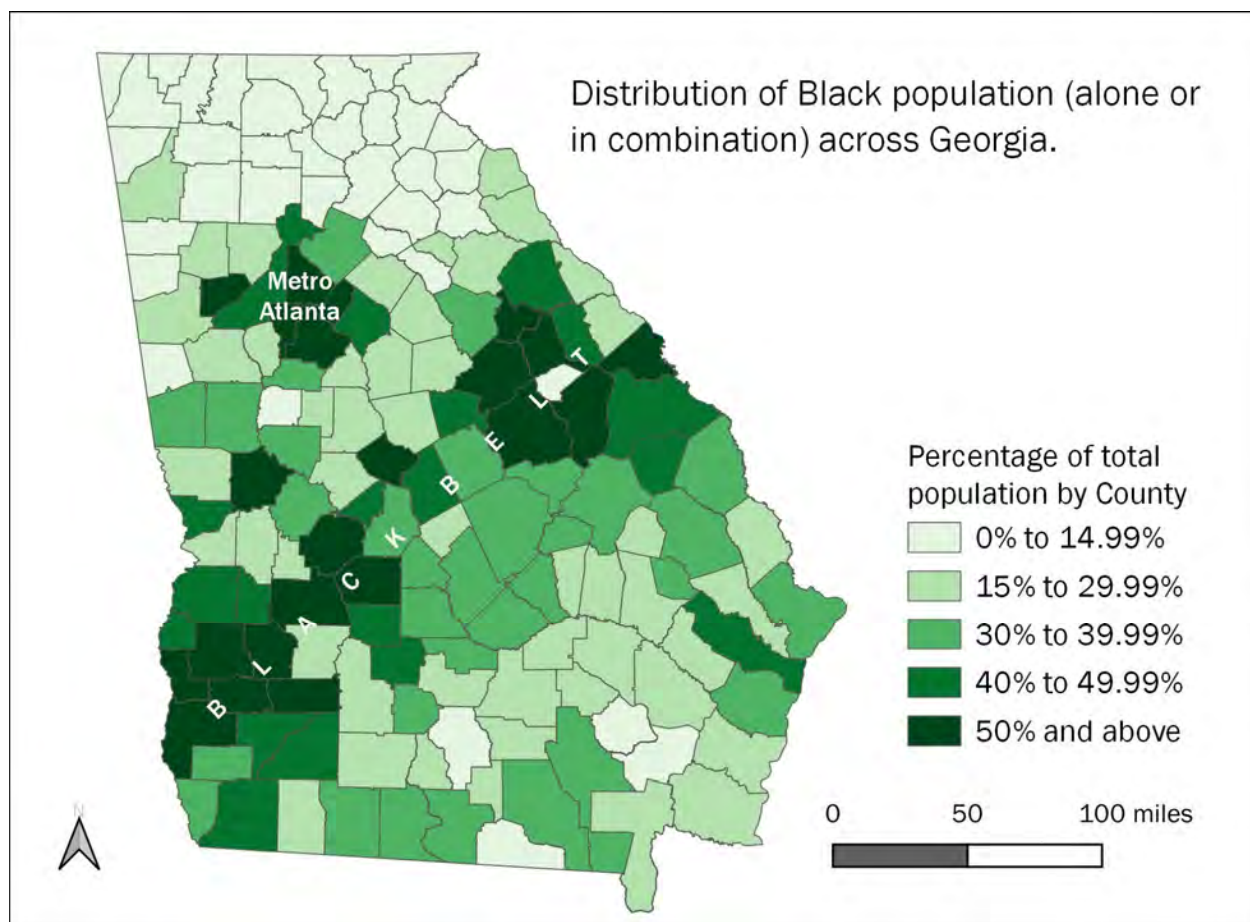 Distribution of Black population (alone or
in combination) across Georgia.
Metro
Atlanta
BLACK BELT
Percentage of total
population by County
0% to 14.99%
15% to 29.99%
30% to 39.99%
40% to 49.99%
50% and above
N
0 50 100 miles